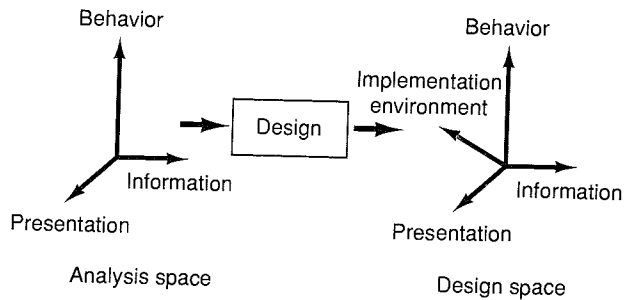 Behavior
Information
Presentation
Analysis space
Design
Behavior
Implementation
environment
Information
Presentation
Design space